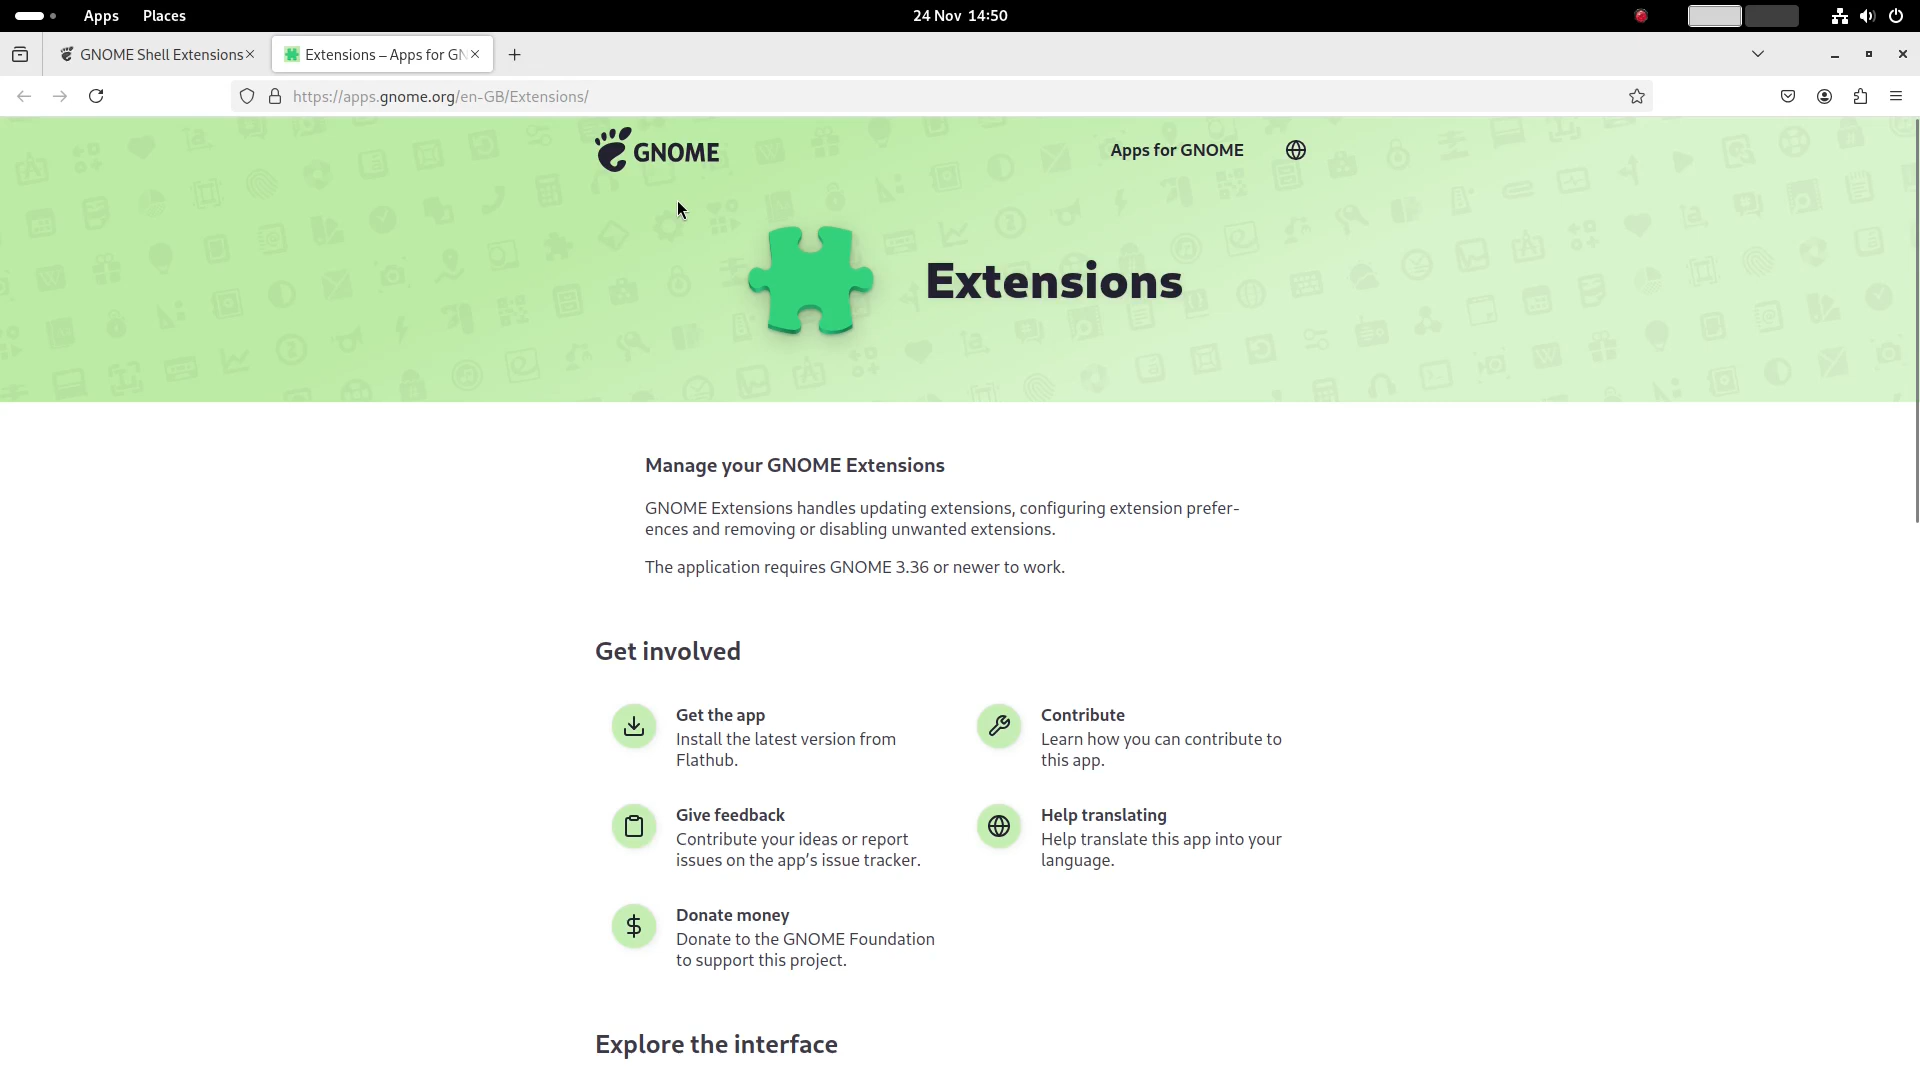 Apps Places 24 Nov 14:50
GNOME Shell Extensions Extensions – Apps for GN
https://apps.gnome.org/en-GB/Extensions/
GNOME Apps for GNOME
Extensions
Manage your GNOME Extensions
GNOME Extensions handles updating extensions, configuring extension prefer-
ences and removing or disabling unwanted extensions.
The application requires GNOME 3.36 or newer to work.
Get involved
Get the app
Install the latest version from
Flathub.
Contribute
Learn how you can contribute to
this app.
Give feedback
Contribute your ideas or report
issues on the app’s issue tracker.
Help translating
Help translate this app into your
language.
Donate money
Donate to the GNOME Foundation
to support this project.
Explore the interface